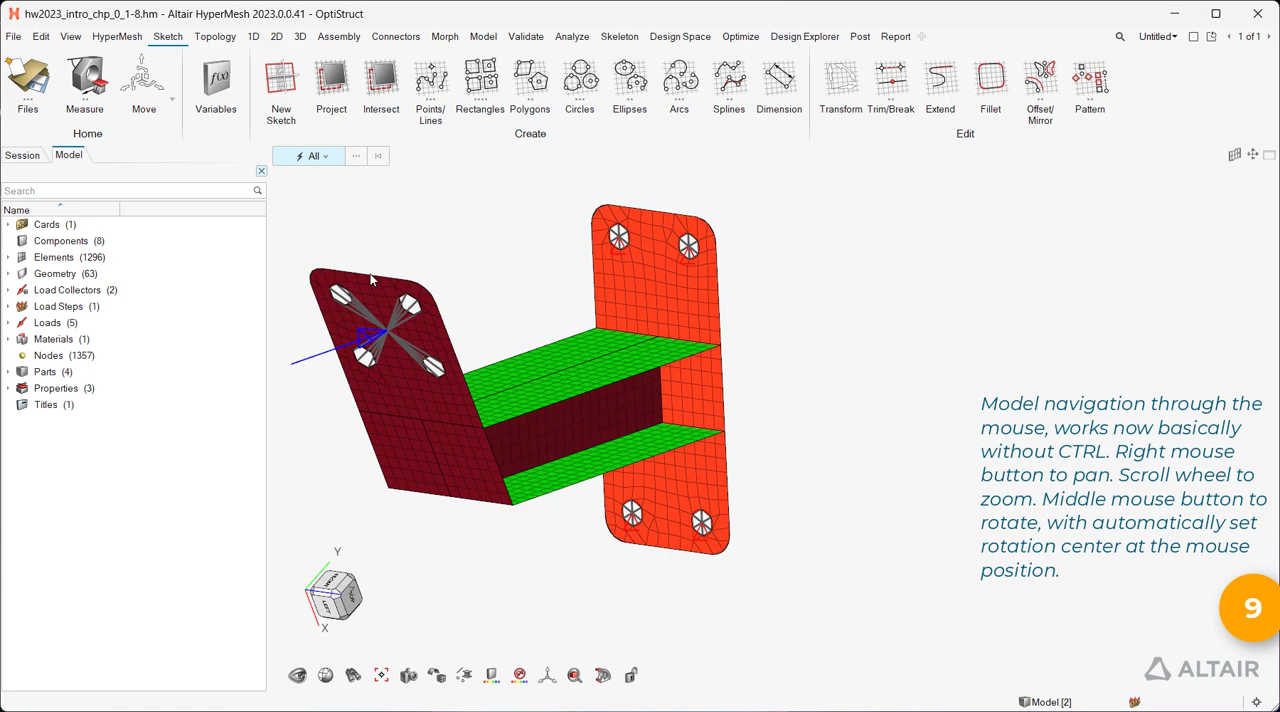 hw2023_intro_chp_0_1-8.hm - Altair HyperMesh 2023.0.0.41 - OptiStruct
File Edit View HyperMesh Sketch Topology 1D 2D 3D Assembly Connectors Morph Model Validate Analyze Skeleton Design Space Optimize Design Explorer Post Report Untitled 1 of 1
f(x)
Files Measure Move Variables New Sketch Project Intersect Points/Lines Rectangles Polygons Circles Ellipses Arcs Splines Dimension Transform Trim/Break Extend Fillet Offset/Mirror Pattern
Home Create Edit
Session Model
All
Search
Name
Cards (1)
Components (8)
Elements (1296)
Geometry (63)
Load Collectors (2)
Load Steps (1)
Loads (5)
Materials (1)
Nodes (1357)
Parts (4)
Properties (3)
Titles (1)
Model navigation through the
mouse, works now basically
without CTRL. Right mouse
button to pan. Scroll wheel to
zoom. Middle mouse button to
rotate, with automatically set
rotation center at the mouse
position.
9
Y
LEFT
X
ALTAIR
Model [2]